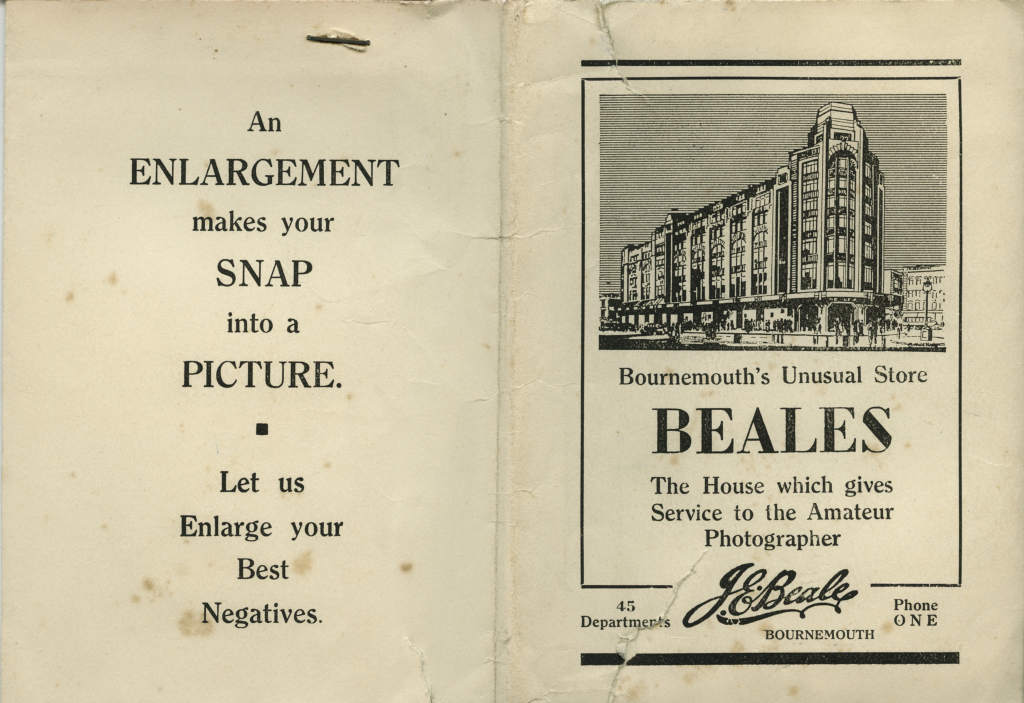 An
ENLARGEMENT
makes your
SNAP
into a
PICTURE.
Let us
Enlarge your
Best
Negatives.
Bournemouth's Unusual Store
BEALES
The House which gives
Service to the Amateur
Photographer
45
Departments
J.E.Beale
BOURNEMOUTH
Phone
ONE